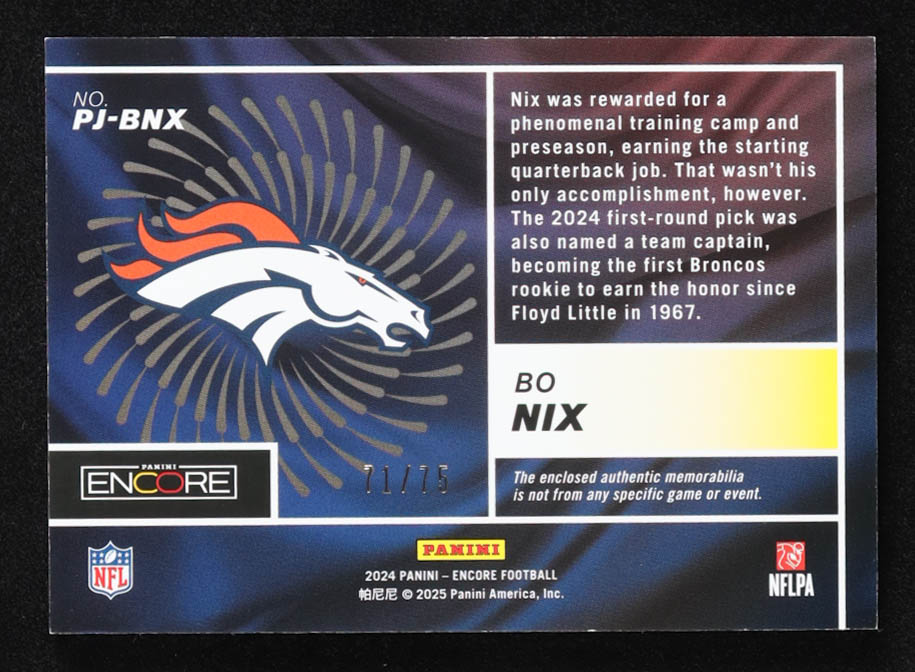 NO.
PJ-BNX
Nix was rewarded for a
phenomenal training camp and
preseason, earning the starting
quarterback job. That wasn't his
only accomplishment, however.
The 2024 first-round pick was
also named a team captain,
becoming the first Broncos
rookie to earn the honor since
Floyd Little in 1967.
BO
NIX
PANINI
ENCORE
71/75
The enclosed authentic memorabilia
is not from any specific game or event.
NFL
PANINI
2024 PANINI – ENCORE FOOTBALL
帕尼尼 © 2025 Panini America, Inc.
NFLPA